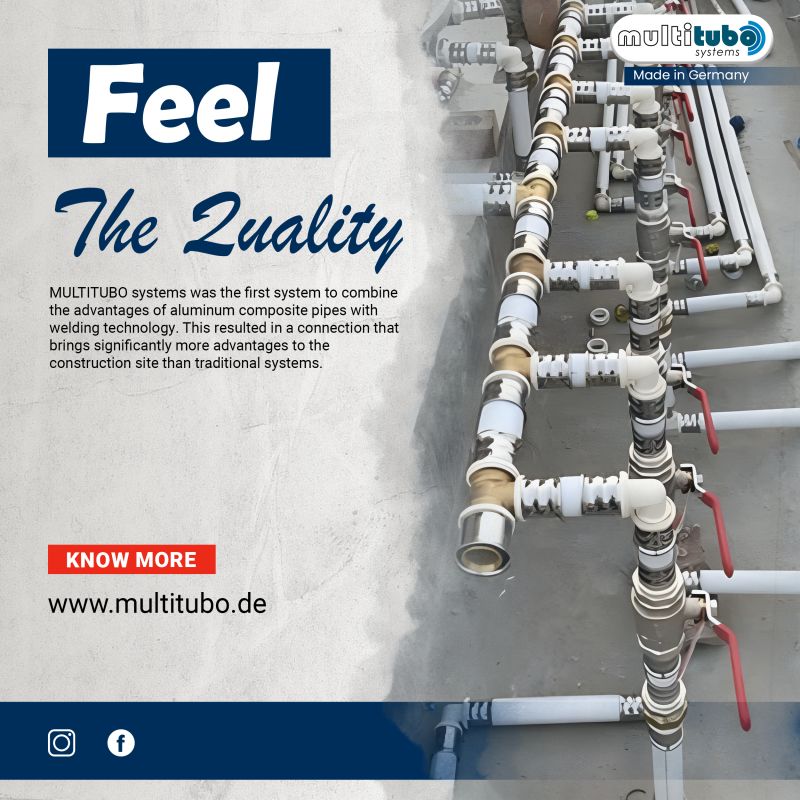 multitubo
systems
Made in Germany
Feel
The Quality
MULTITUBO systems was the first system to combine
the advantages of aluminum composite pipes with
welding technology. This resulted in a connection that
brings significantly more advantages to the
construction site than traditional systems.
KNOW MORE
www.multitubo.de